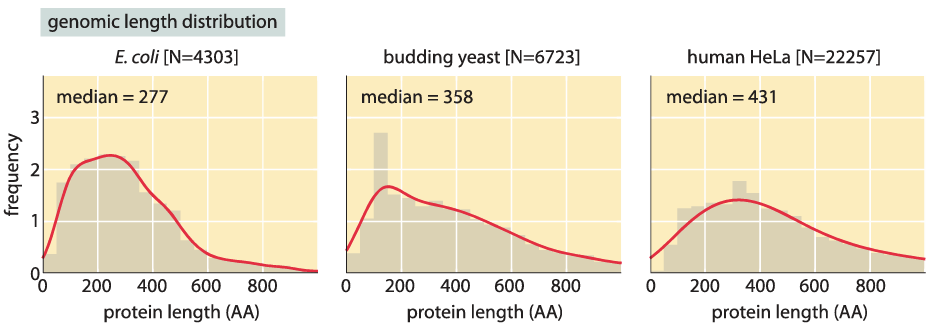 genomic length distribution
E. coli [N=4303]
median = 277
frequency
3
2
1
0
0 200 400 600 800
protein length (AA)
budding yeast [N=6723]
median = 358
0 200 400 600 800
protein length (AA)
human HeLa [N=22257]
median = 431
0 200 400 600 800
protein length (AA)